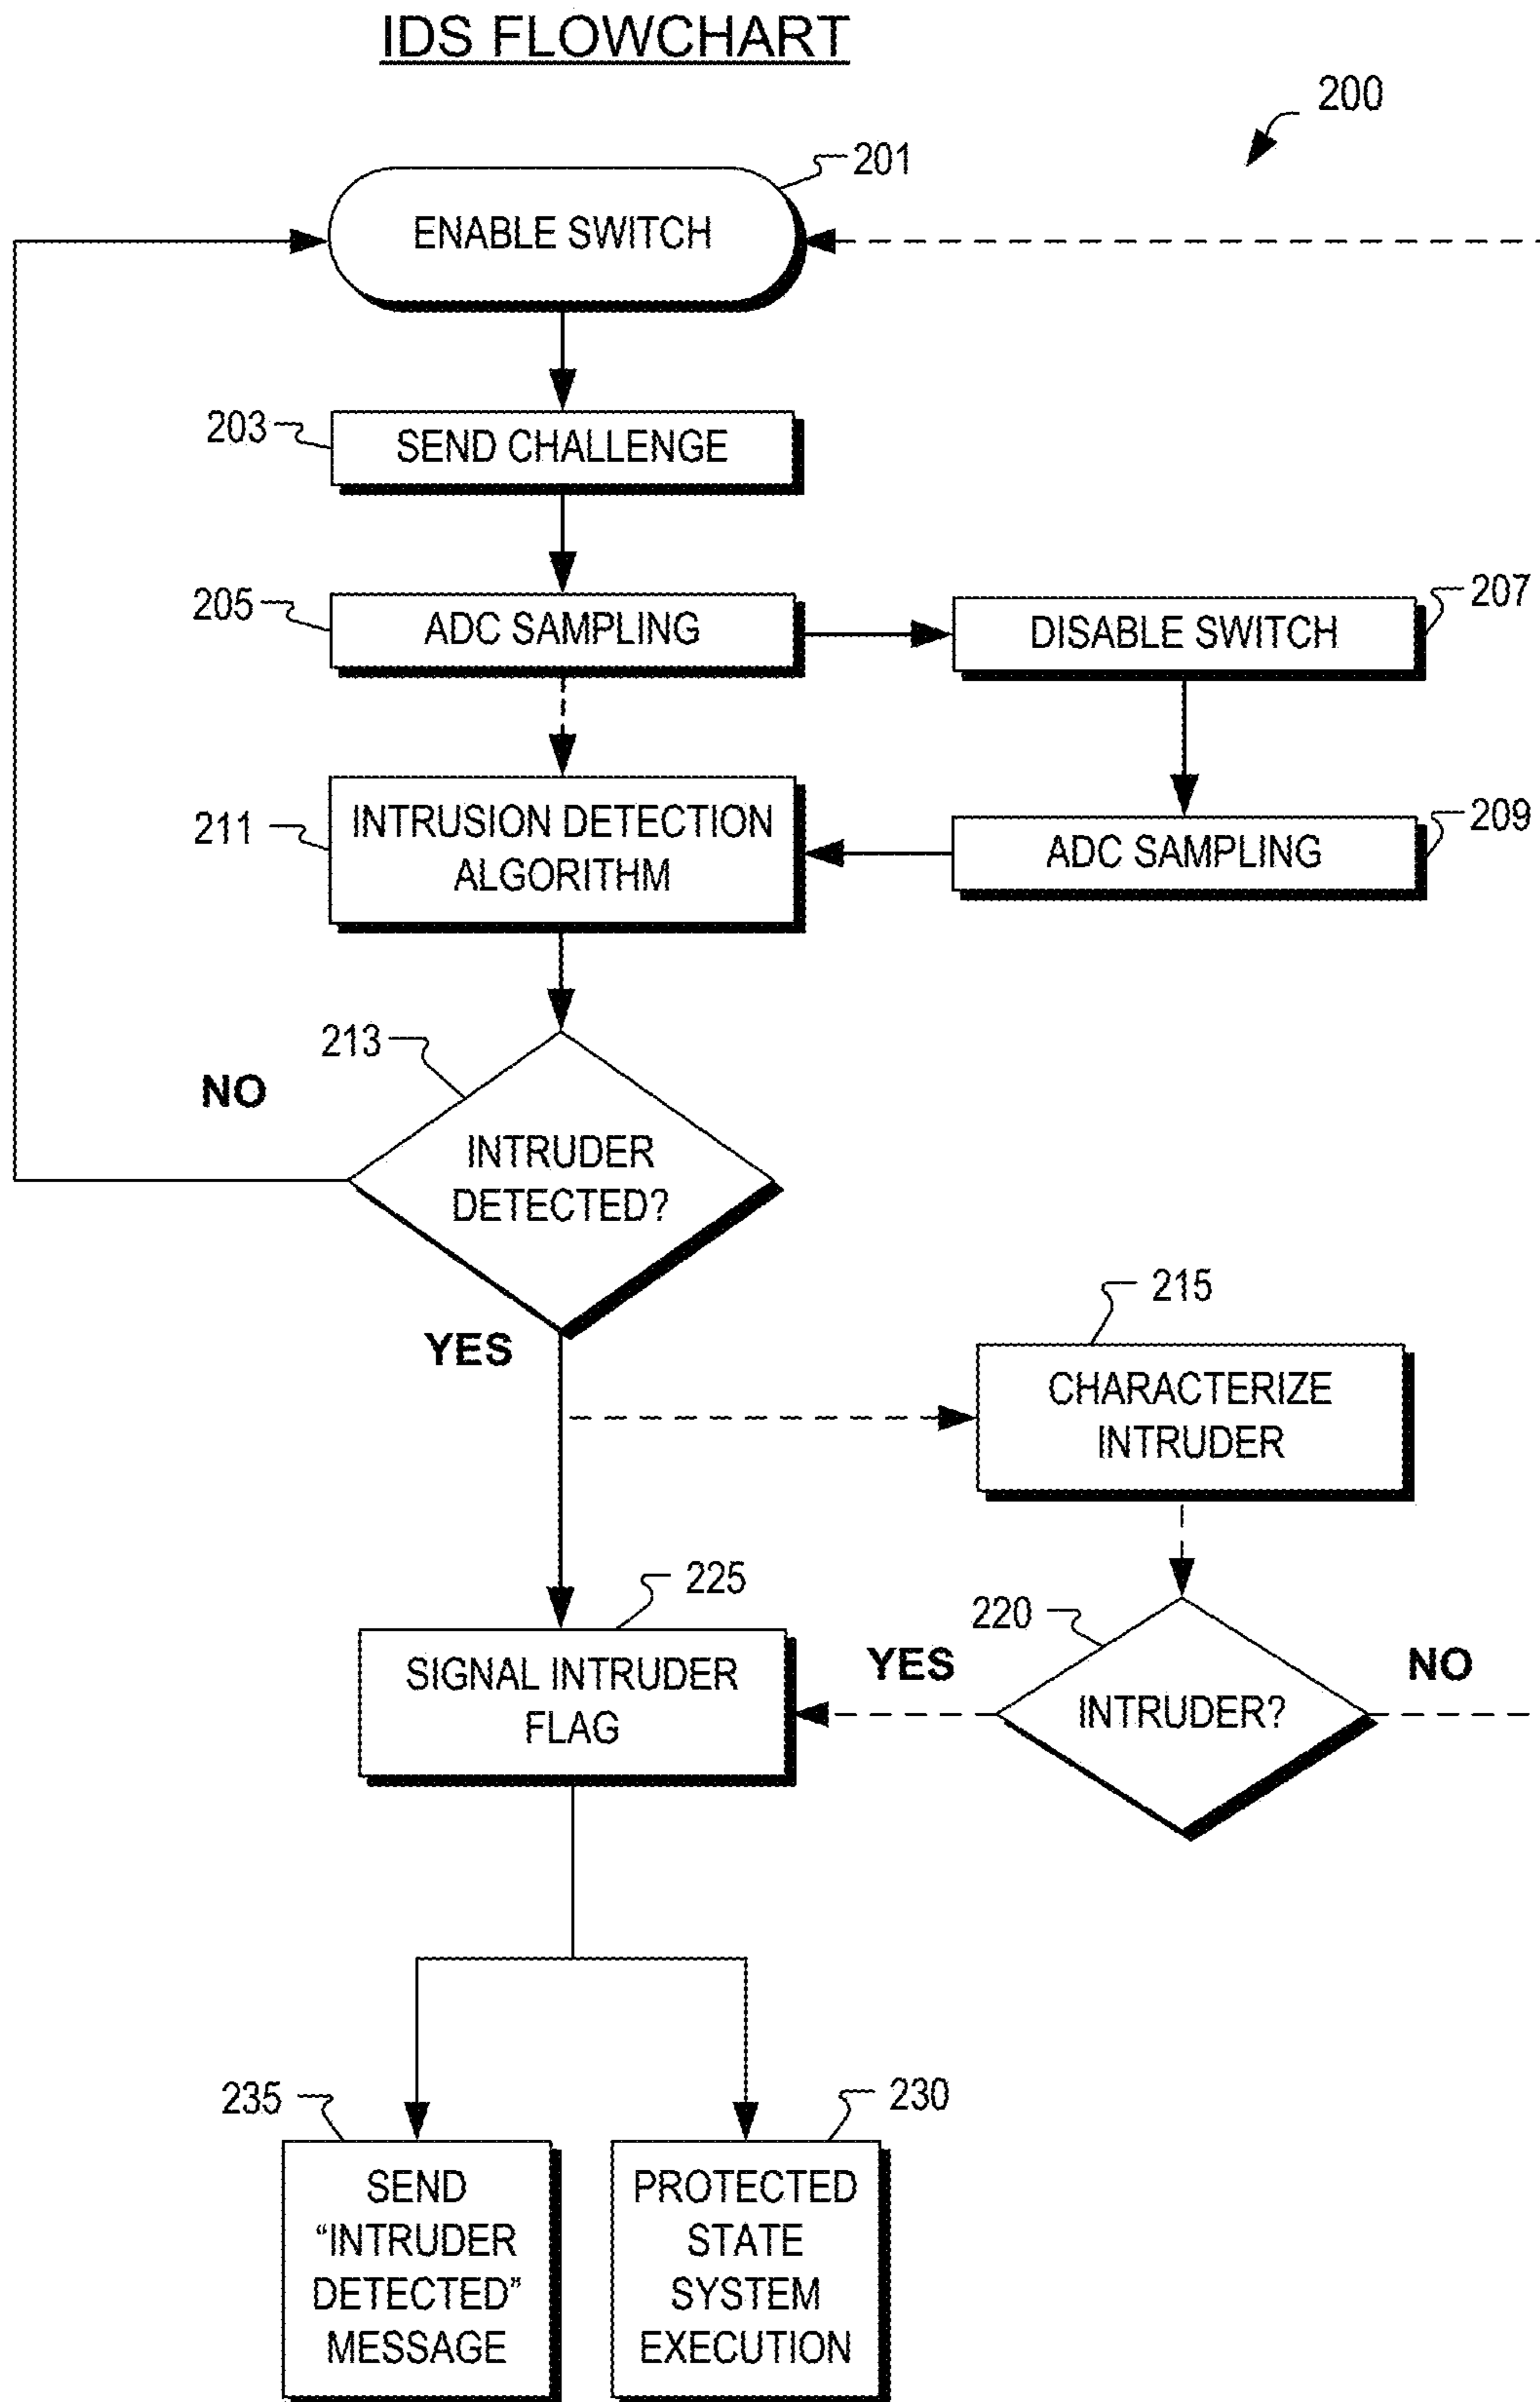 IDS FLOWCHART
200
201
ENABLE SWITCH
203
SEND CHALLENGE
205
ADC SAMPLING
207
DISABLE SWITCH
211
INTRUSION DETECTION
ALGORITHM
209
ADC SAMPLING
213
NO
INTRUDER
DETECTED?
YES
215
CHARACTERIZE
INTRUDER
225
SIGNAL INTRUDER
FLAG
220
YES
INTRUDER?
NO
235
SEND
“INTRUDER
DETECTED”
MESSAGE
230
PROTECTED
STATE
SYSTEM
EXECUTION